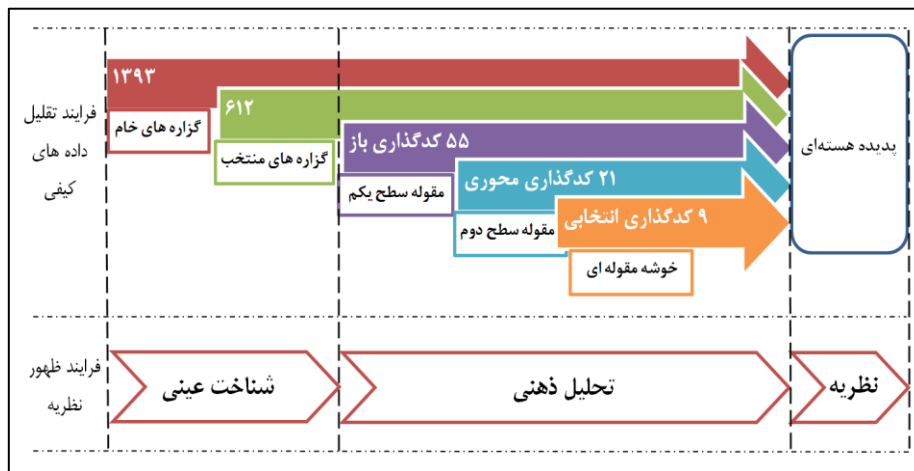 فرایند تقلیل
داده های
کیفی
۱۳۹۳
گزاره های خام
۶۱۲
گزاره های منتخب
۵۵ کدگذاری باز
مقوله سطح یکم
۲۱ کدگذاری محوری
مقوله سطح دوم
۹ کدگذاری انتخابی
خوشه مقوله ای
پدیده هسته‌ای
فرایند ظهور
نظریه
شناخت عینی
تحلیل ذهنی
نظریه